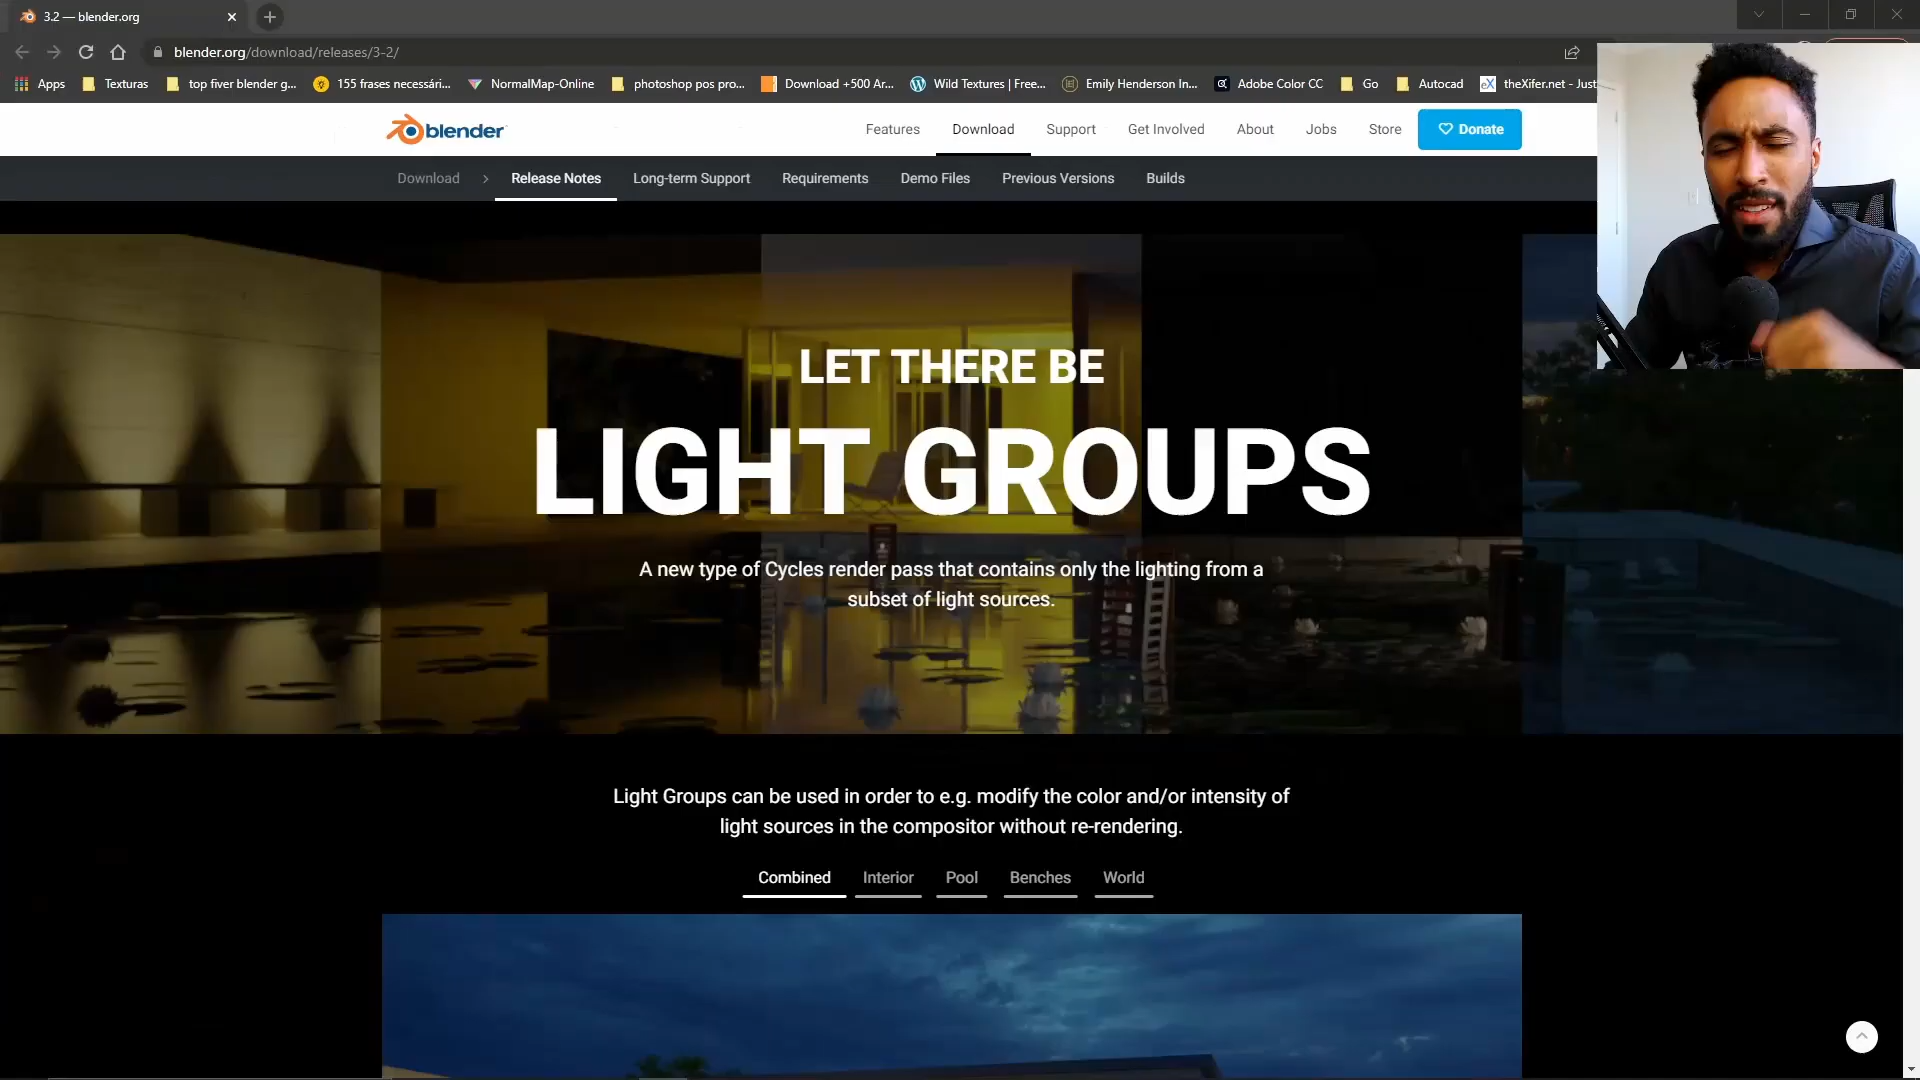 3.2 — blender.org
blender.org/download/releases/3-2/
Apps
Texturas
top fiver blender g...
155 frases necessári...
NormalMap-Online
photoshop pos pro...
Download +500 Ar...
Wild Textures | Free...
Emily Henderson In...
Adobe Color CC
Go
Autocad
eX
theXifer.net - Just
blender
Features
Download
Support
Get Involved
About
Jobs
Store
Donate
Download
Release Notes
Long-term Support
Requirements
Demo Files
Previous Versions
Builds
LET THERE BE
LIGHT GROUPS
A new type of Cycles render pass that contains only the lighting from a
subset of light sources.
Light Groups can be used in order to e.g. modify the color and/or intensity of
light sources in the compositor without re-rendering.
Combined
Interior
Pool
Benches
World